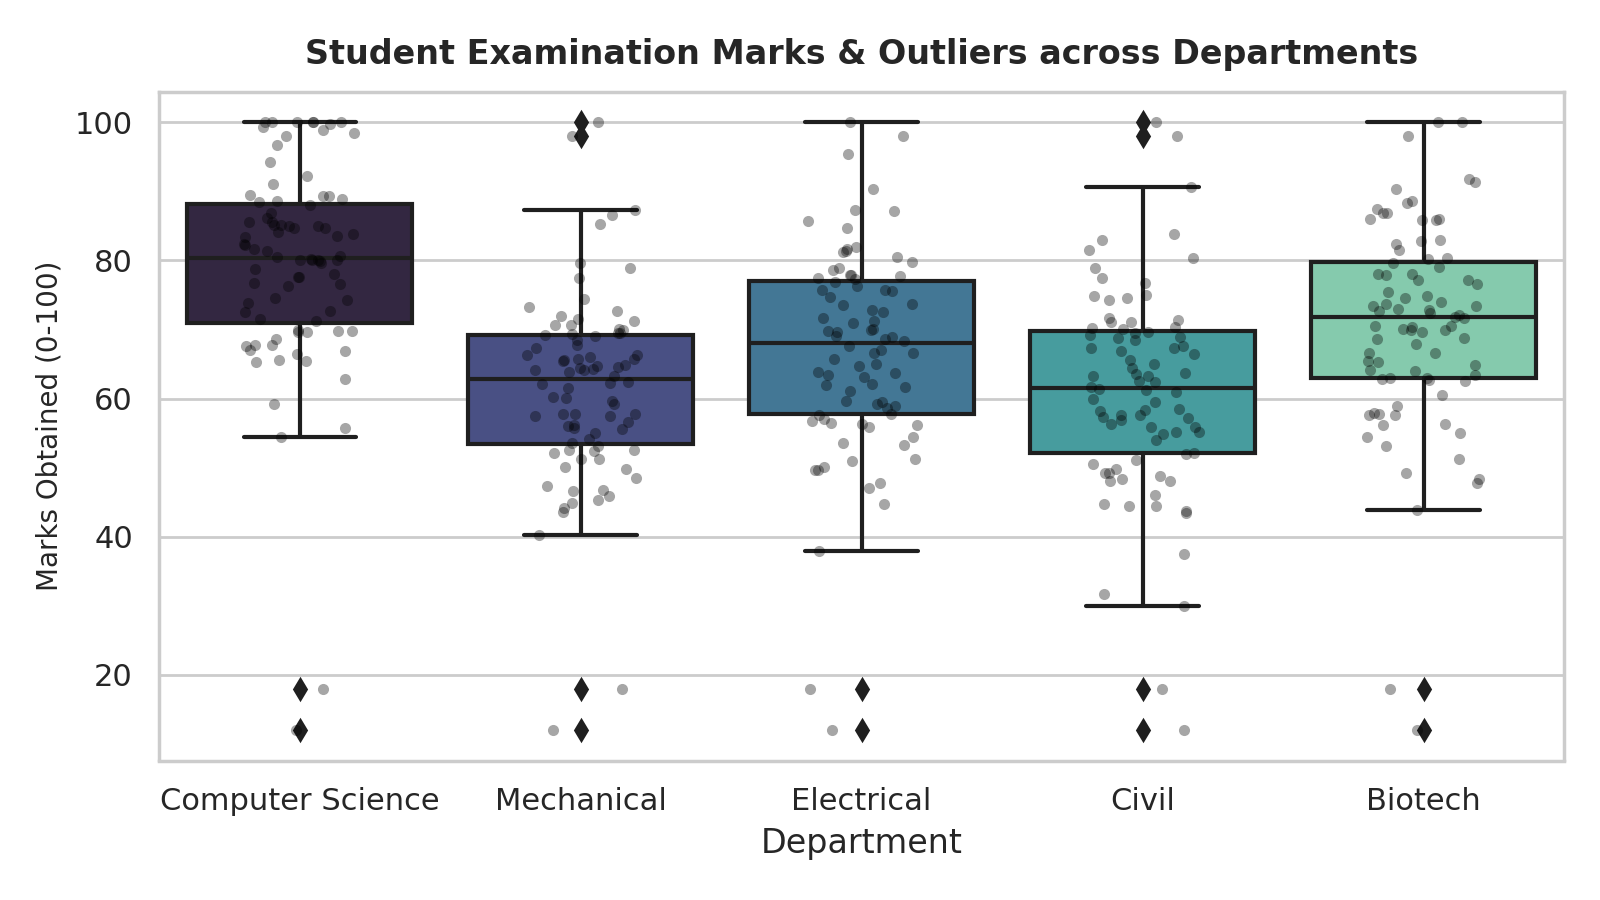 Student Examination Marks & Outliers across Departments
Marks Obtained (0-100)
100
80
60
40
20
Computer Science Mechanical Electrical Civil Biotech
Department